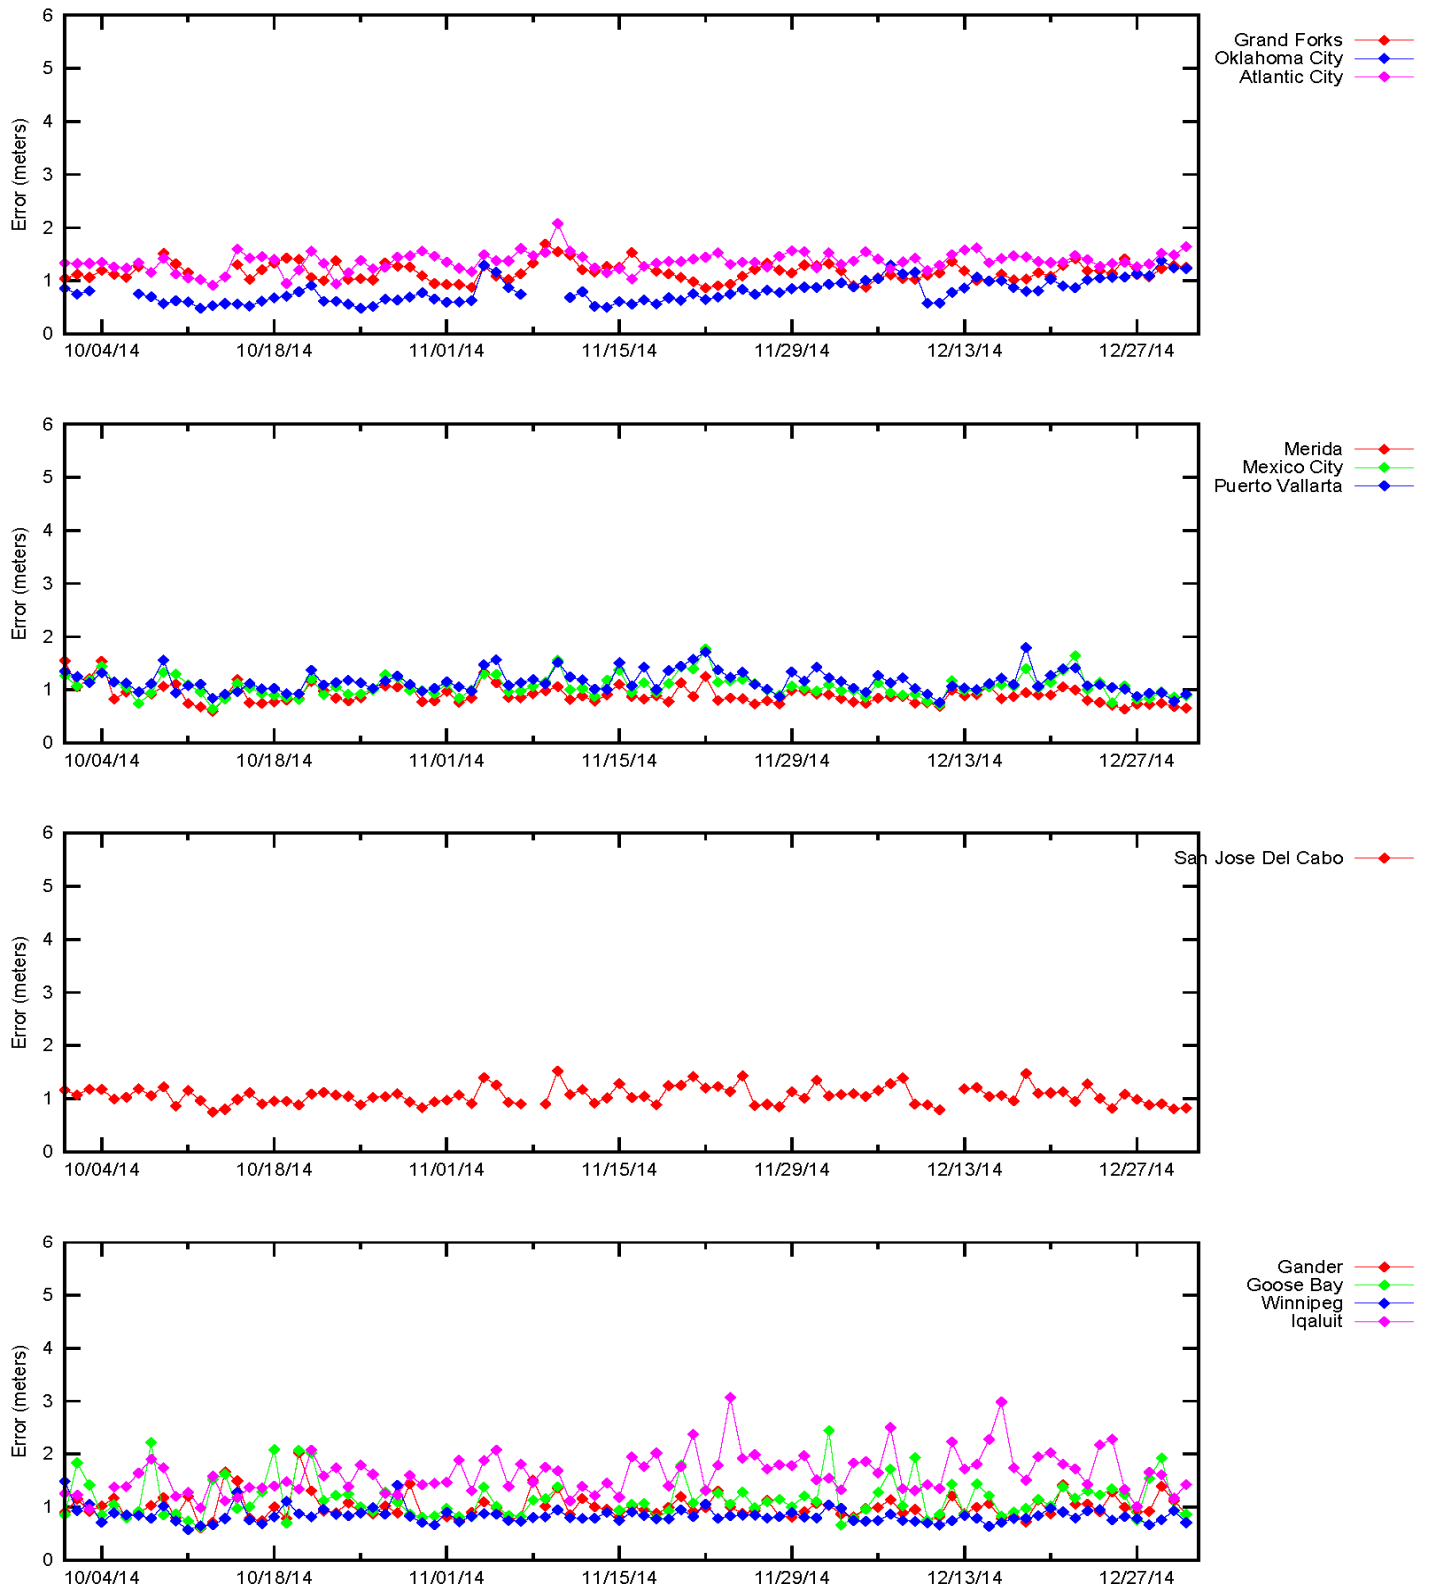 6
5
4
3
2
1
0
Error (meters)
10/04/14 10/18/14 11/01/14 11/15/14 11/29/14 12/13/14 12/27/14
Grand Forks
Oklahoma City
Atlantic City
6
5
4
3
2
1
0
Error (meters)
10/04/14 10/18/14 11/01/14 11/15/14 11/29/14 12/13/14 12/27/14
Merida
Mexico City
Puerto Vallarta
6
5
4
3
2
1
0
Error (meters)
10/04/14 10/18/14 11/01/14 11/15/14 11/29/14 12/13/14 12/27/14
San Jose Del Cabo
6
5
4
3
2
1
0
Error (meters)
10/04/14 10/18/14 11/01/14 11/15/14 11/29/14 12/13/14 12/27/14
Gander
Goose Bay
Winnipeg
Iqaluit